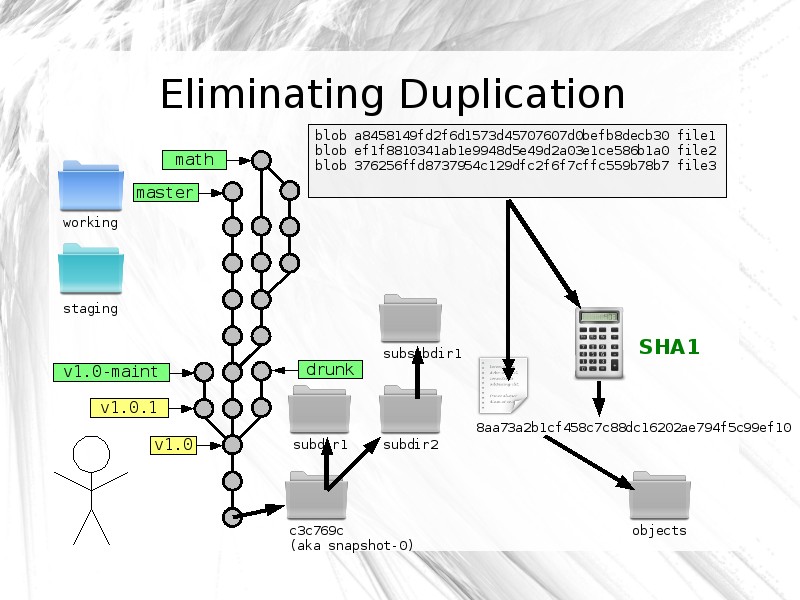 Eliminating Duplication
blob a8458149fd2f6d1573d45707607d0befb8decb30 file1
blob ef1f8810341ab1e9948d5e49d2a03e1ce586b1a0 file2
blob 376256ffd8737954c129dfc2f6f7cffc559b78b7 file3
math
master
working
staging
v1.0-maint
drunk
v1.0.1
v1.0
subsubdir1
subdir1
subdir2
SHA1
8aa73a2b1cf458c7c88dc16202ae794f5c99ef10
c3c769c
(aka snapshot-0)
objects